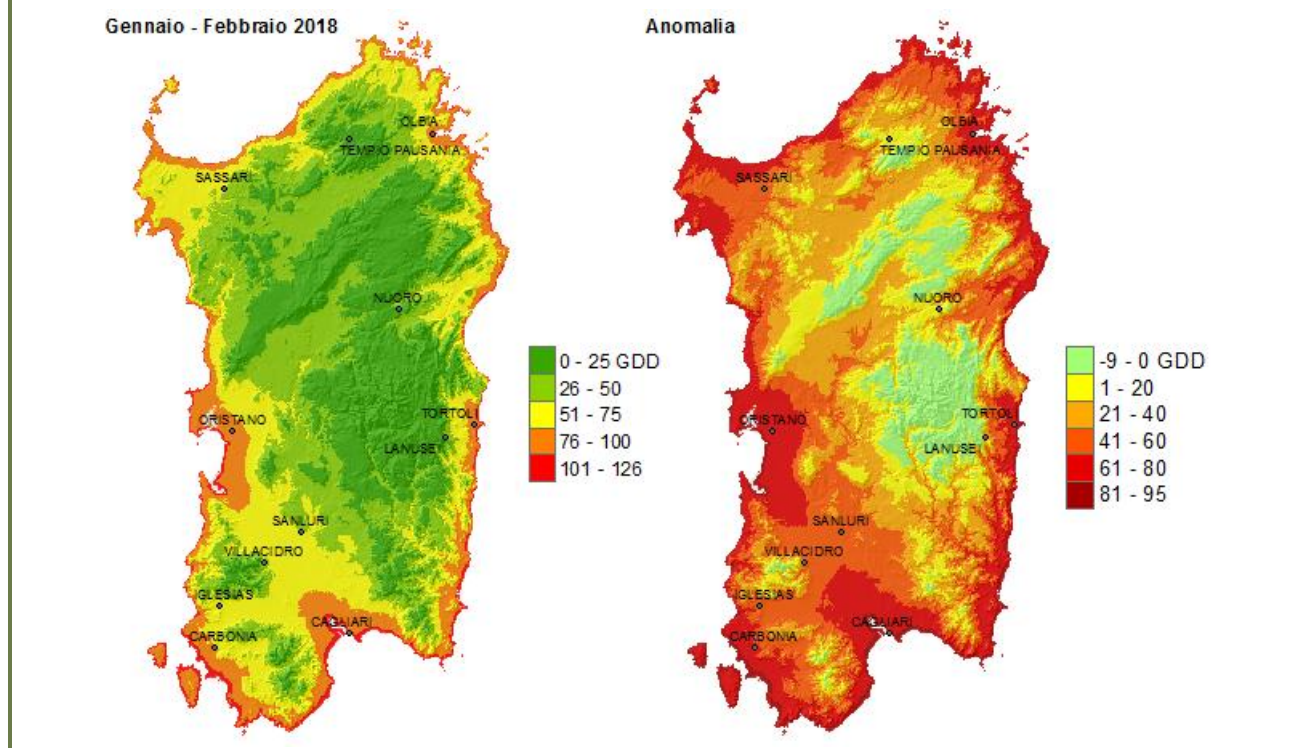 Gennaio - Febbraio 2018
OLBIA
TEMPIO PAUSANIA
SASSARI
NUORO
ORISTANO
TORTOLI
LANUSEI
SANLURI
VILLACIDRO
IGLESIAS
CAGLIARI
CARBONIA
0 - 25 GDD
26 - 50
51 - 75
76 - 100
101 - 126
Anomalia
OLBIA
TEMPIO PAUSANIA
SASSARI
NUORO
ORISTANO
TORTOLI
LANUSEI
SANLURI
VILLACIDRO
IGLESIAS
CAGLIARI
CARBONIA
-9 - 0 GDD
1 - 20
21 - 40
41 - 60
61 - 80
81 - 95